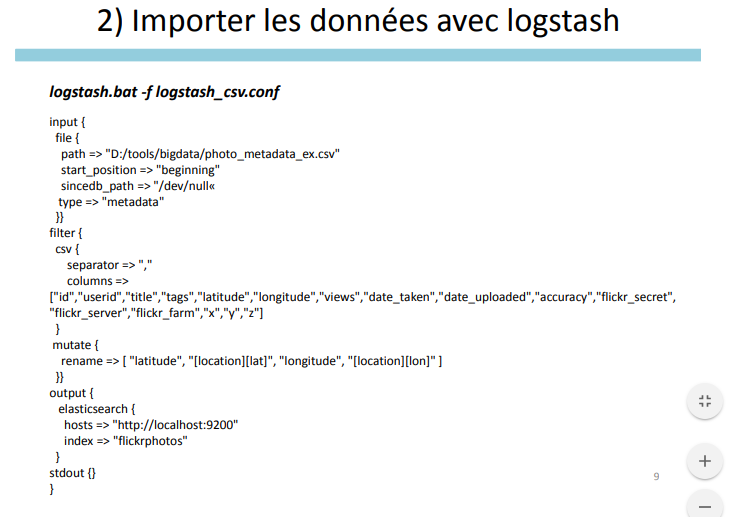 2) Importer les données avec logstash
logstash.bat -f logstash_csv.conf
input {
file {
path => "D:/tools/bigdata/photo_metadata_ex.csv"
start_position => "beginning"
sincedb_path => "/dev/null«
type => "metadata"
}}
filter {
csv {
separator => ","
columns =>
["id","userid","title","tags","latitude","longitude","views","date_taken","date_uploaded","accuracy","flickr_secret",
"flickr_server","flickr_farm","x","y","z"]
}
mutate {
rename => [ "latitude", "[location][lat]", "longitude", "[location][lon]" ]
}}
output {
elasticsearch {
hosts => "http://localhost:9200"
index => "flickrphotos"
}
stdout {}
}
9